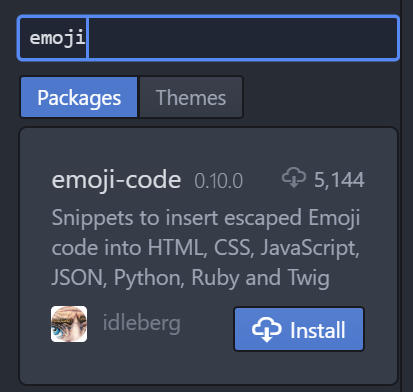 emoji
Packages Themes
emoji-code 0.10.0 5,144
Snippets to insert escaped Emoji
code into HTML, CSS, JavaScript,
JSON, Python, Ruby and Twig
idleberg Install